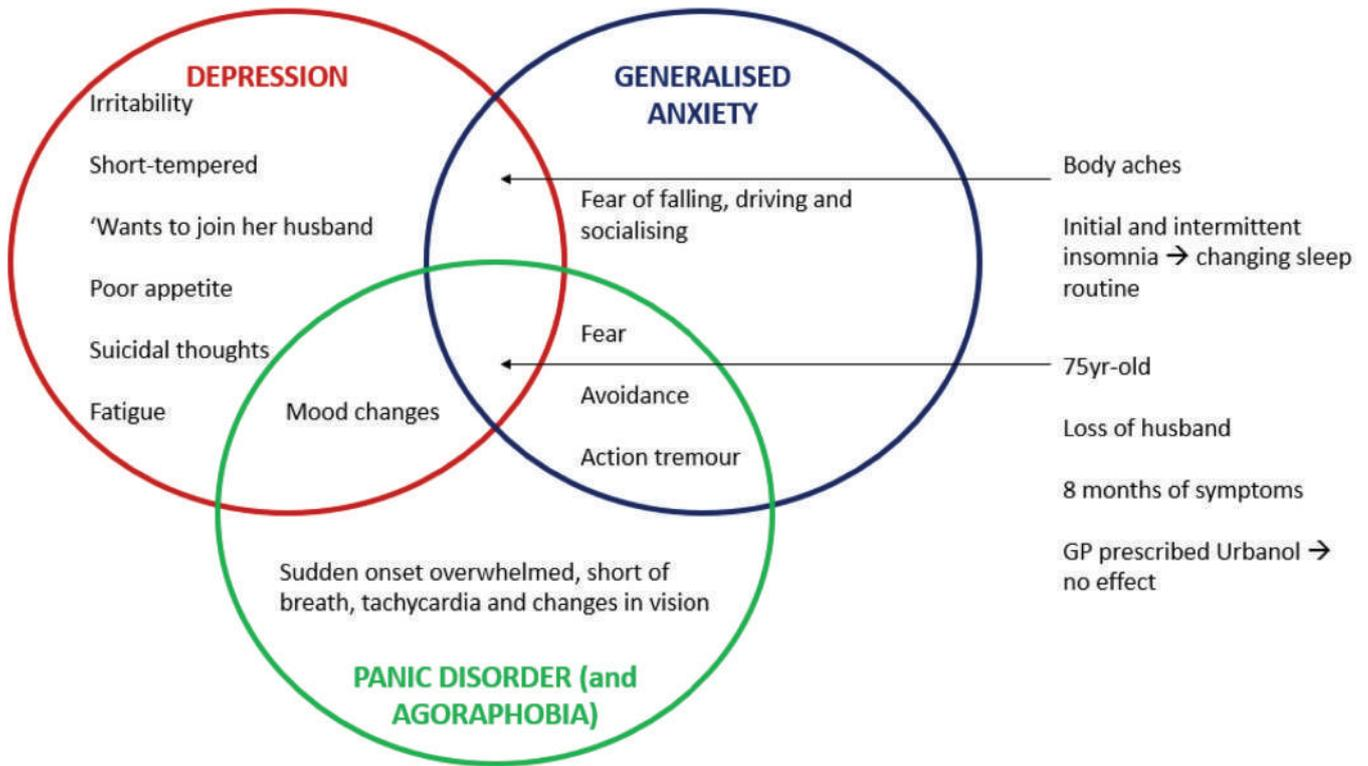 DEPRESSION
Irritability
Short-tempered
‘Wants to join her husband
Poor appetite
Suicidal thoughts
Fatigue
Mood changes
GENERALISED
ANXIETY
Fear of falling, driving and
socialising
Fear
Avoidance
Action tremour
Sudden onset overwhelmed, short of
breath, tachycardia and changes in vision
PANIC DISORDER (and
AGORAPHOBIA)
Body aches
Initial and intermittent
insomnia → changing sleep
routine
75yr-old
Loss of husband
8 months of symptoms
GP prescribed Urbanol →
no effect